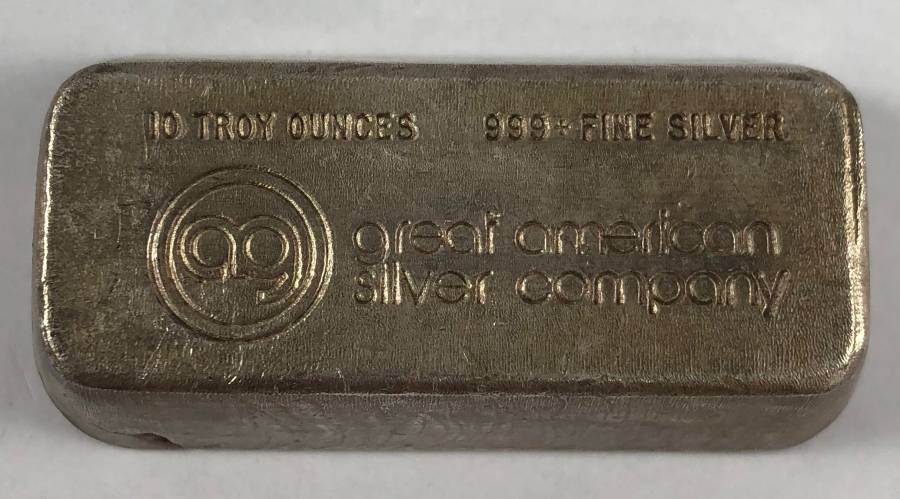 10 TROY OUNCES 999+ FINE SILVER
ag
great american
silver company